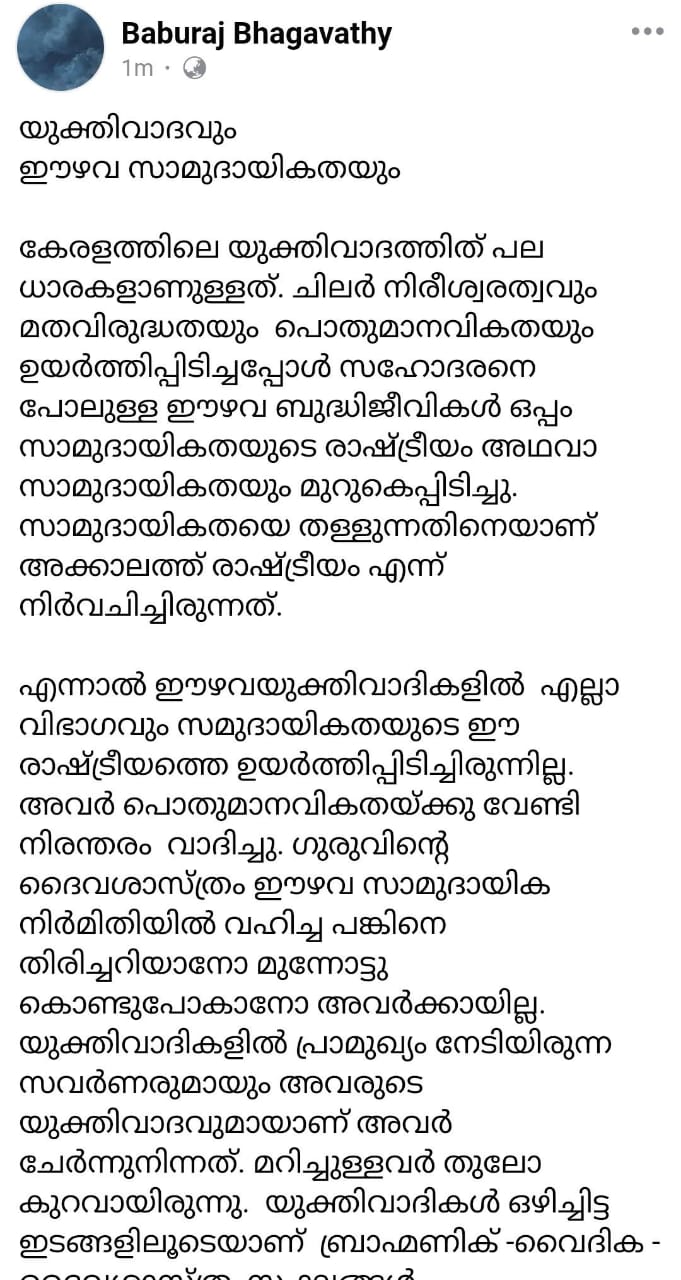 Baburaj Bhagavathy
1m ·
യുക്തിവാദവും
ഈഴവ സാമുദായികതയും
കേരളത്തിലെ യുക്തിവാദത്തിത് പല
ധാരകളാണുള്ളത്. ചിലർ നിരീശ്വരത്വവും
മതവിരുദ്ധതയും പൊതുമാനവികതയും
ഉയർത്തിപ്പിടിച്ചപ്പോൾ സഹോദരനെ
പോലുള്ള ഈഴവ ബുദ്ധിജീവികൾ ഒപ്പം
സാമുദായികതയുടെ രാഷ്ട്രീയം അഥവാ
സാമുദായികതയും മുറുകെപ്പിടിച്ചു.
സാമുദായികതയെ തള്ളുന്നതിനെയാണ്
അക്കാലത്ത് രാഷ്ട്രീയം എന്ന്
നിർവചിച്ചിരുന്നത്.
എന്നാൽ ഈഴവയുക്തിവാദികളിൽ എല്ലാ
വിഭാഗവും സമുദായികതയുടെ ഈ
രാഷ്ട്രീയത്തെ ഉയർത്തിപ്പിടിച്ചിരുന്നില്ല.
അവർ പൊതുമാനവികതയ്ക്കു വേണ്ടി
നിരന്തരം വാദിച്ചു. ഗുരുവിന്റെ
ദൈവശാസ്ത്രം ഈഴവ സാമുദായിക
നിർമിതിയിൽ വഹിച്ച പങ്കിനെ
തിരിച്ചറിയാനോ മുന്നോട്ടു
കൊണ്ടുപോകാനോ അവർക്കായില്ല.
യുക്തിവാദികളിൽ പ്രാമുഖ്യം നേടിയിരുന്ന
സവർണരുമായും അവരുടെ
യുക്തിവാദവുമായാണ് അവർ
ചേർന്നുനിന്നത്. മറിച്ചുള്ളവർ തുലോ
കുറവായിരുന്നു. യുക്തിവാദികൾ ഒഴിച്ചിട്ട
ഇടങ്ങളിലൂടെയാണ് ബ്രാഹ്മണിക് -വൈദിക -